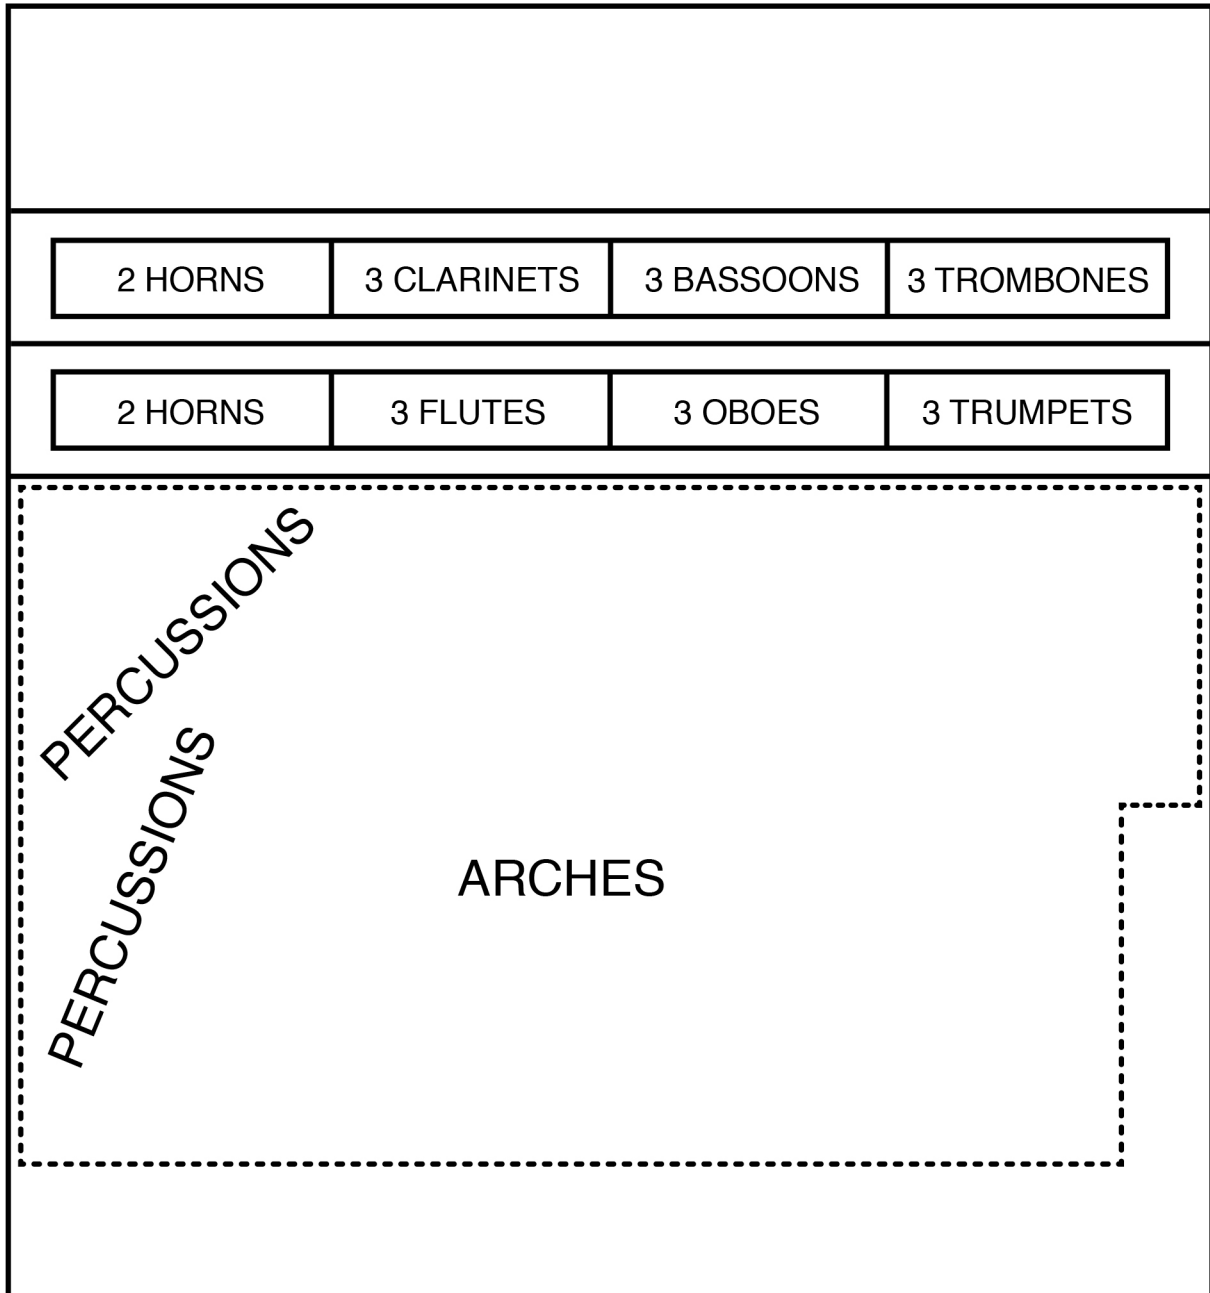 2 HORNS
3 CLARINETS
3 BASSOONS
3 TROMBONES
2 HORNS
3 FLUTES
3 OBOES
3 TRUMPETS
PERCUSSIONS
PERCUSSIONS
ARCHES